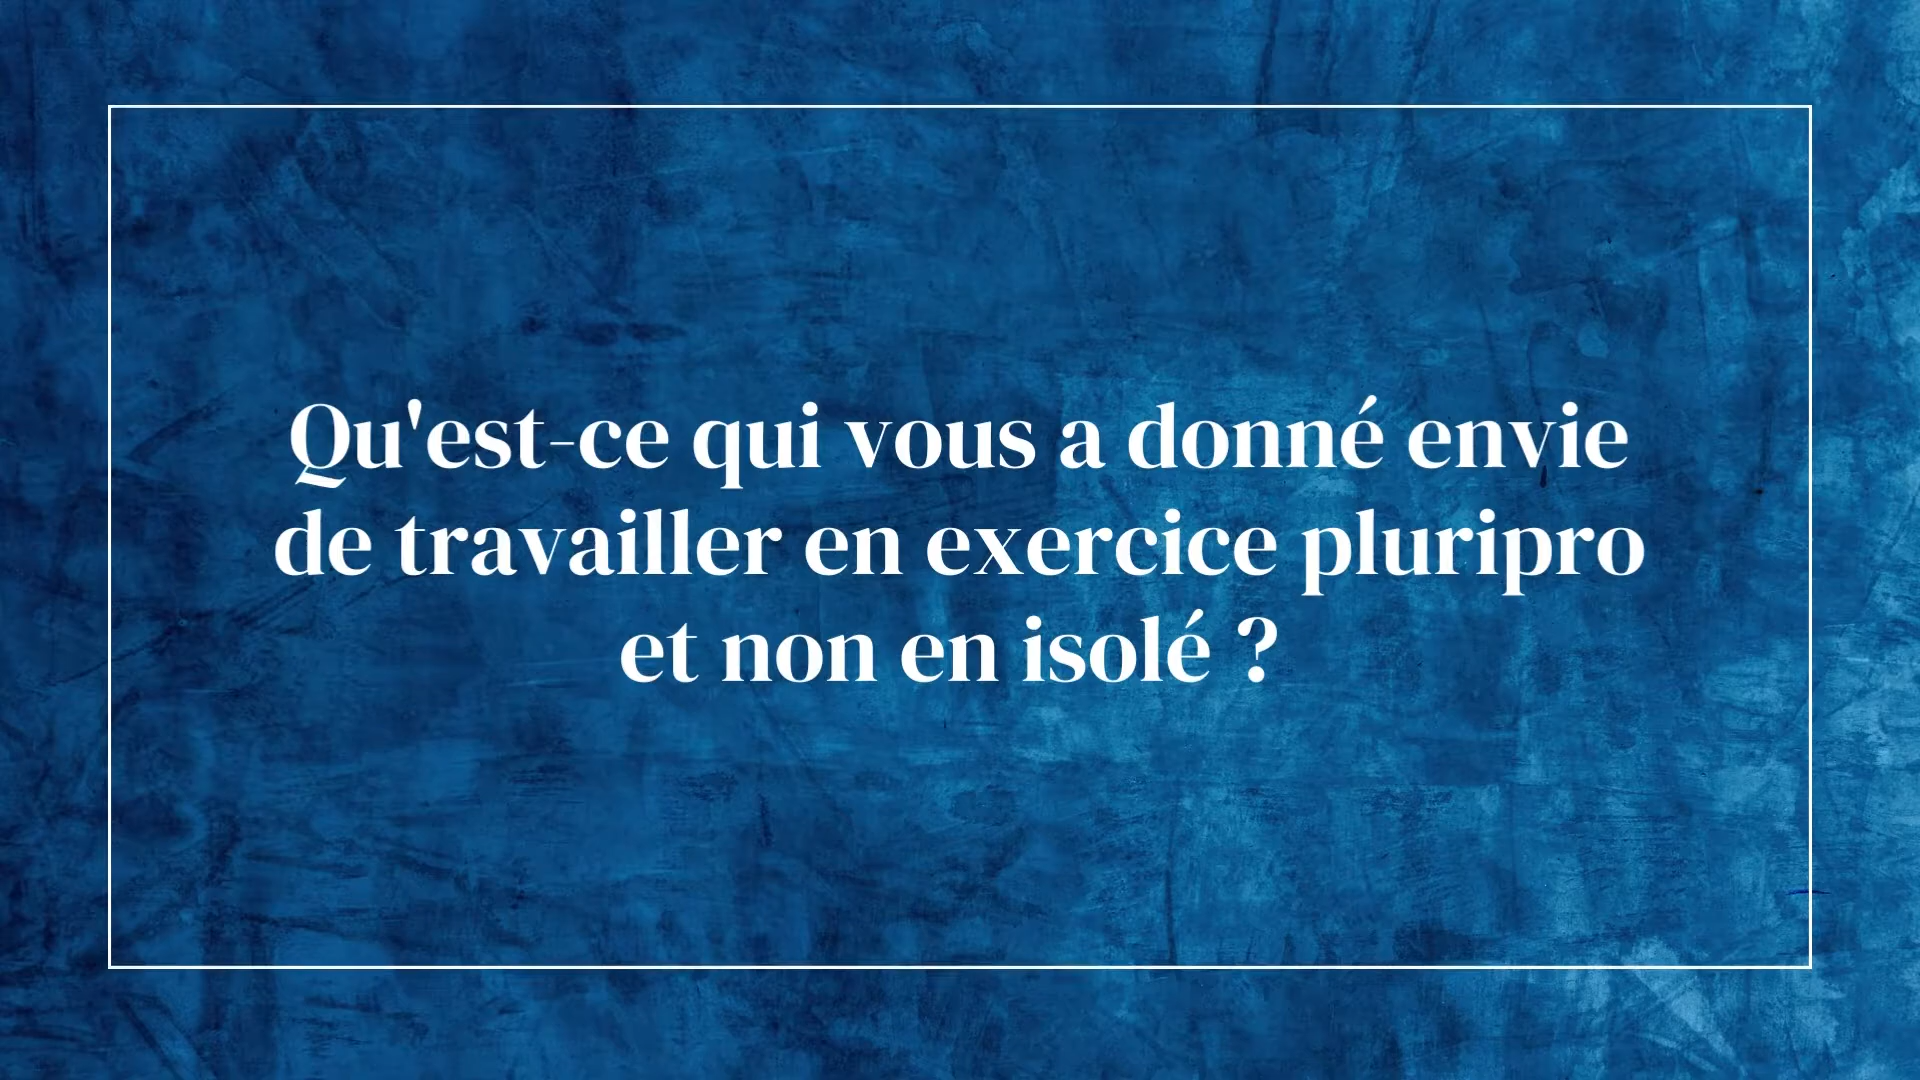 Qu'est-ce qui vous a donné envie
de travailler en exercice pluripro
et non en isolé ?